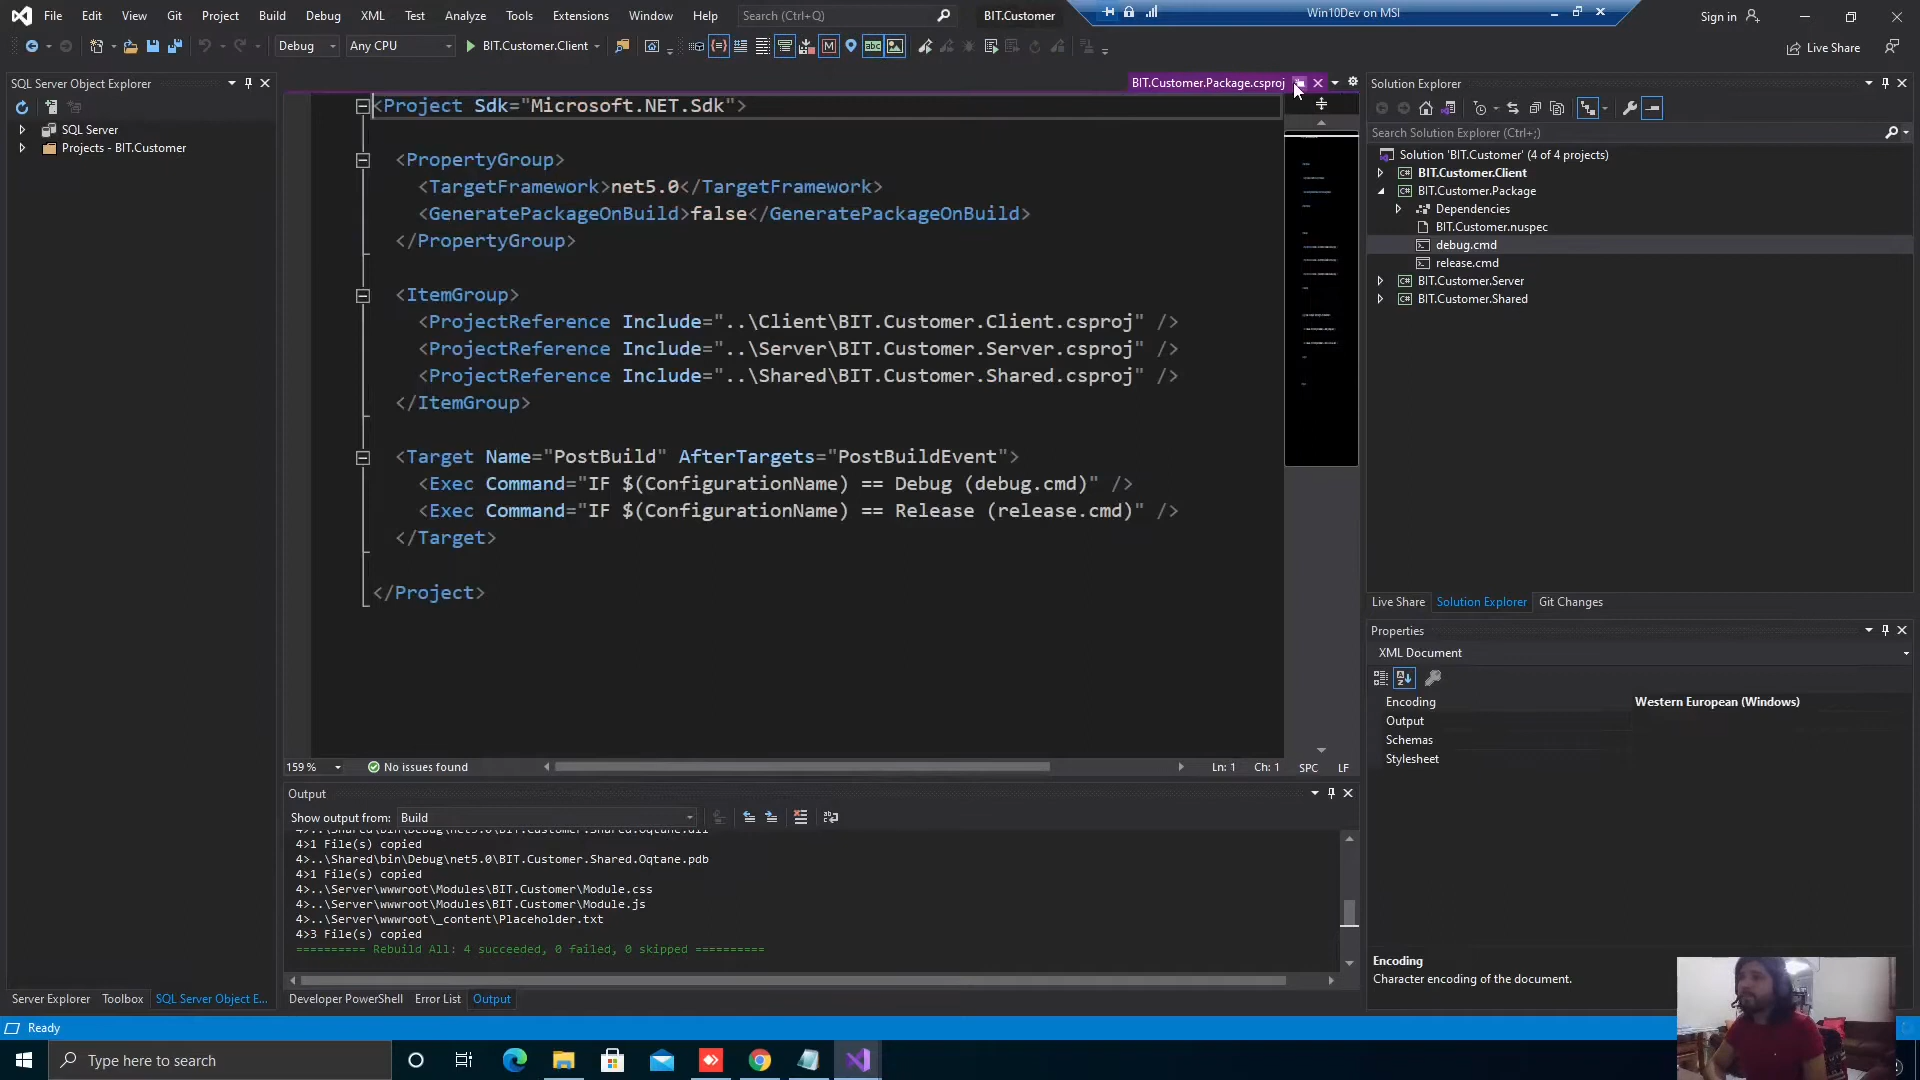 File Edit View Git Project Build Debug XML Test Analyze Tools Extensions Window Help Search (Ctrl+Q) BIT.Customer Win10Dev on MSI Sign in
Debug Any CPU BIT.Customer.Client Live Share
SQL Server Object Explorer
SQL Server
Projects - BIT.Customer
BIT.Customer.Package.csproj
<Project Sdk="Microsoft.NET.Sdk">
<PropertyGroup>
<TargetFramework>net5.0</TargetFramework>
<GeneratePackageOnBuild>false</GeneratePackageOnBuild>
</PropertyGroup>
<ItemGroup>
<ProjectReference Include="..\Client\BIT.Customer.Client.csproj" />
<ProjectReference Include="..\Server\BIT.Customer.Server.csproj" />
<ProjectReference Include="..\Shared\BIT.Customer.Shared.csproj" />
</ItemGroup>
<Target Name="PostBuild" AfterTargets="PostBuildEvent">
<Exec Command="IF $(ConfigurationName) == Debug (debug.cmd)" />
<Exec Command="IF $(ConfigurationName) == Release (release.cmd)" />
</Target>
</Project>
159 % No issues found Ln: 1 Ch: 1 SPC LF
Output
Show output from: Build
4>..\Shared\bin\Debug\net5.0\BIT.Customer.Shared.Oqtane.dll
4>1 File(s) copied
4>..\Shared\bin\Debug\net5.0\BIT.Customer.Shared.Oqtane.pdb
4>1 File(s) copied
4>..\Server\wwwroot\Modules\BIT.Customer\Module.css
4>..\Server\wwwroot\Modules\BIT.Customer\Module.js
4>..\Server\wwwroot\_content\Placeholder.txt
4>3 File(s) copied
========== Rebuild All: 4 succeeded, 0 failed, 0 skipped ==========
Server Explorer Toolbox SQL Server Object E... Developer PowerShell Error List Output
Solution Explorer
Search Solution Explorer (Ctrl+;)
Solution 'BIT.Customer' (4 of 4 projects)
BIT.Customer.Client
BIT.Customer.Package
Dependencies
BIT.Customer.nuspec
debug.cmd
release.cmd
BIT.Customer.Server
BIT.Customer.Shared
Live Share Solution Explorer Git Changes
Properties
XML Document
Encoding Western European (Windows)
Output
Schemas
Stylesheet
Encoding
Character encoding of the document.
Ready
Type here to search